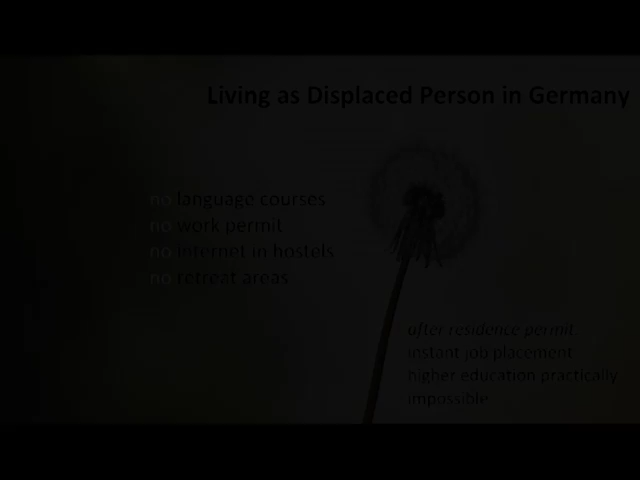 Living as Displaced Person in Germany
no language courses
no work permit
no internet in hostels
no retreat areas
after residence permit
instant job placement
higher education practically
impossible